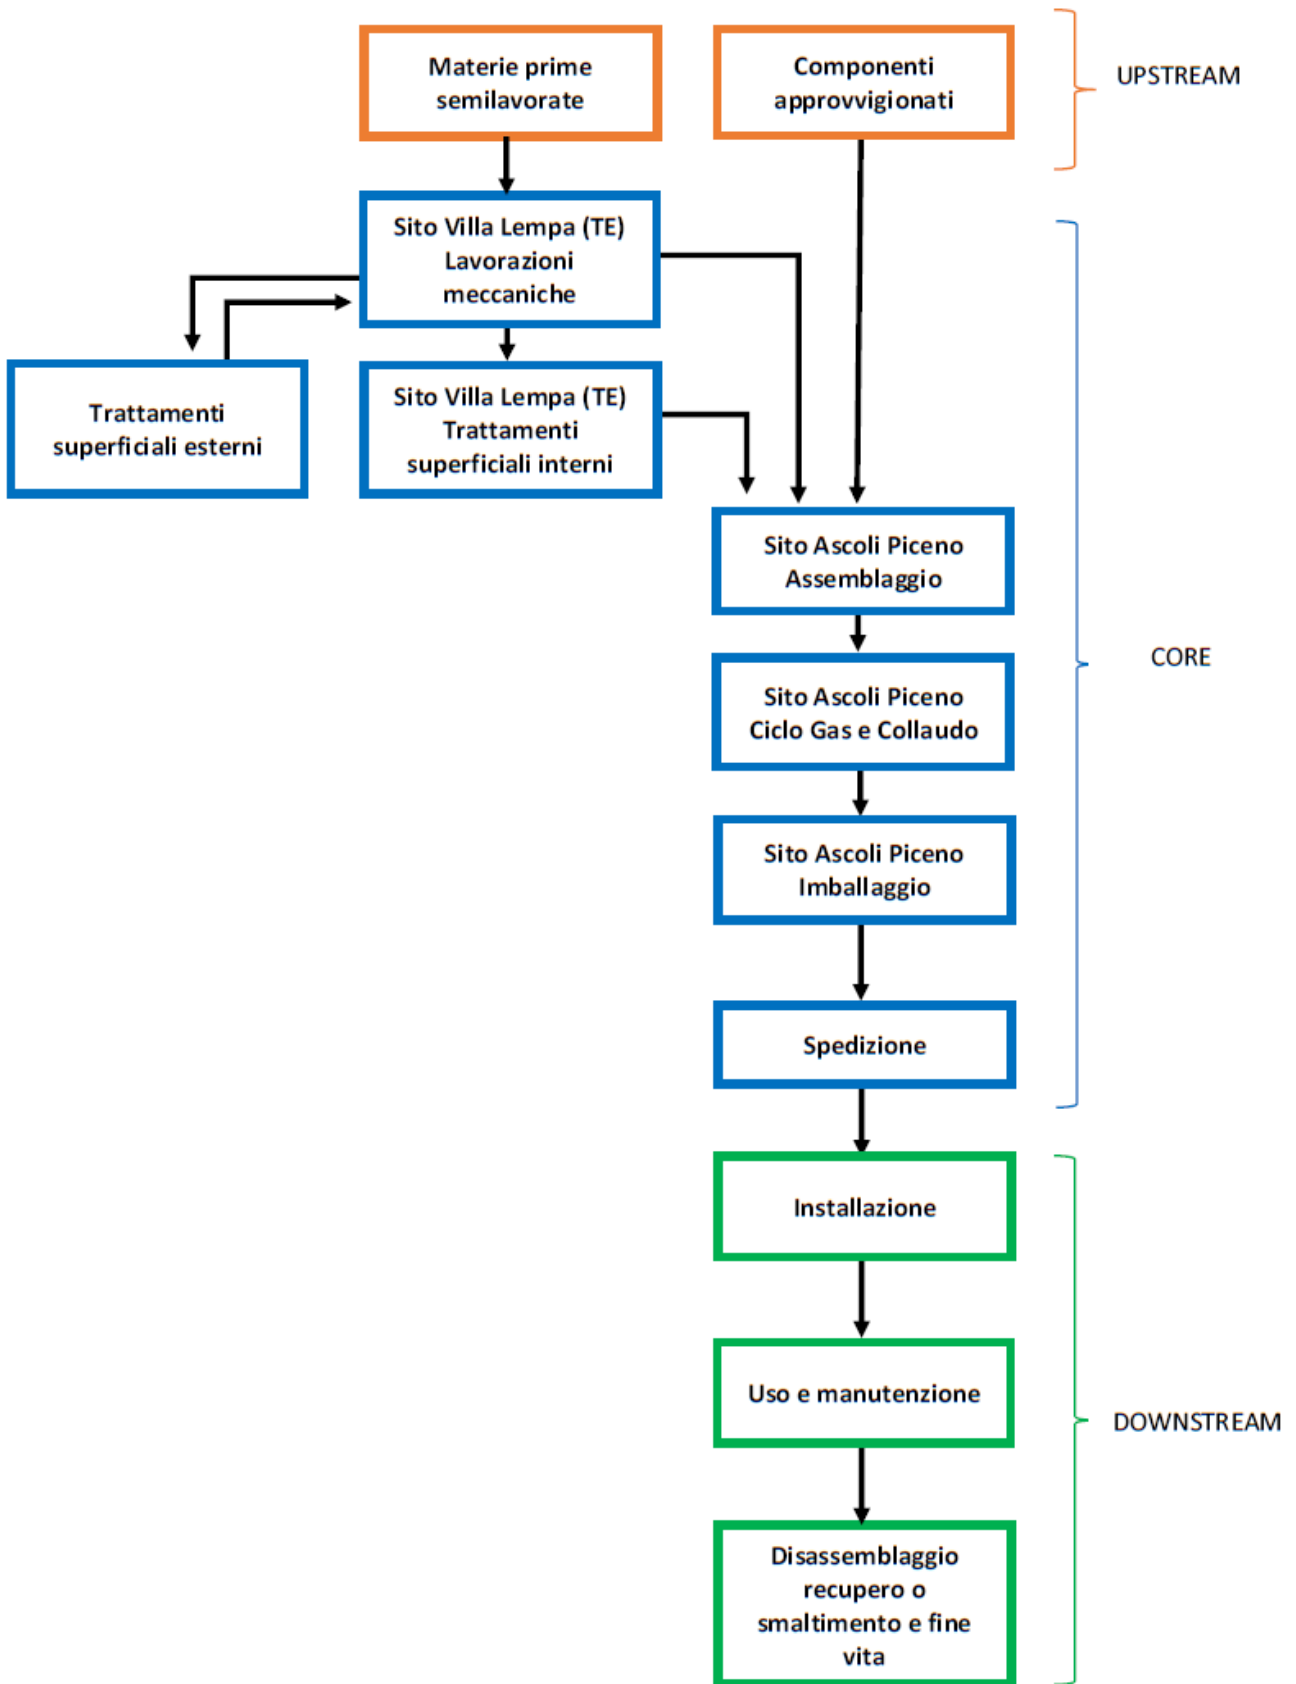 Materie prime
semilavorate
Componenti
approvvigionati
UPSTREAM
Sito Villa Lempa (TE)
Lavorazioni
meccaniche
Trattamenti
superficiali esterni
Sito Villa Lempa (TE)
Trattamenti
superficiali interni
Sito Ascoli Piceno
Assemblaggio
Sito Ascoli Piceno
Ciclo Gas e Collaudo
CORE
Sito Ascoli Piceno
Imballaggio
Spedizione
Installazione
Uso e manutenzione
DOWNSTREAM
Disassemblaggio
recupero o
smaltimento e fine
vita